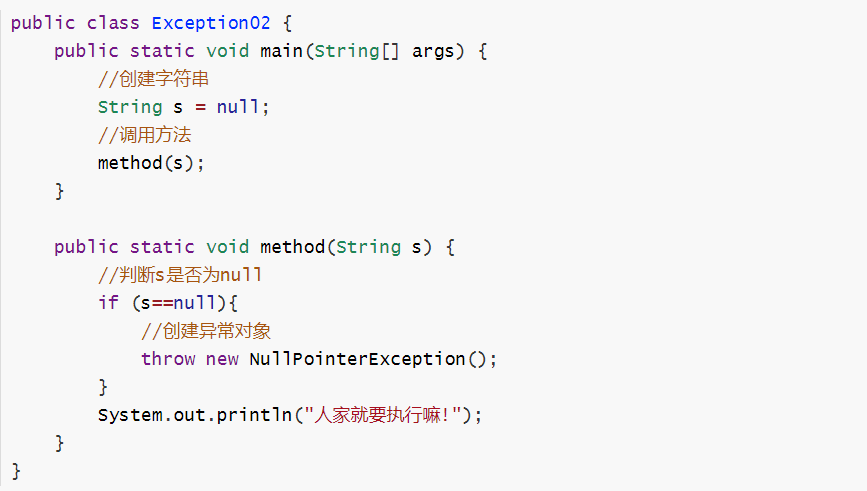 public class Exception02 {
    public static void main(String[] args) {
        //创建字符串
        String s = null;
        //调用方法
        method(s);
    }

    public static void method(String s) {
        //判断s是否为null
        if (s==null){
            //创建异常对象
            throw new NullPointerException();
        }
        System.out.println("人家就要执行嘛!");
    }
}